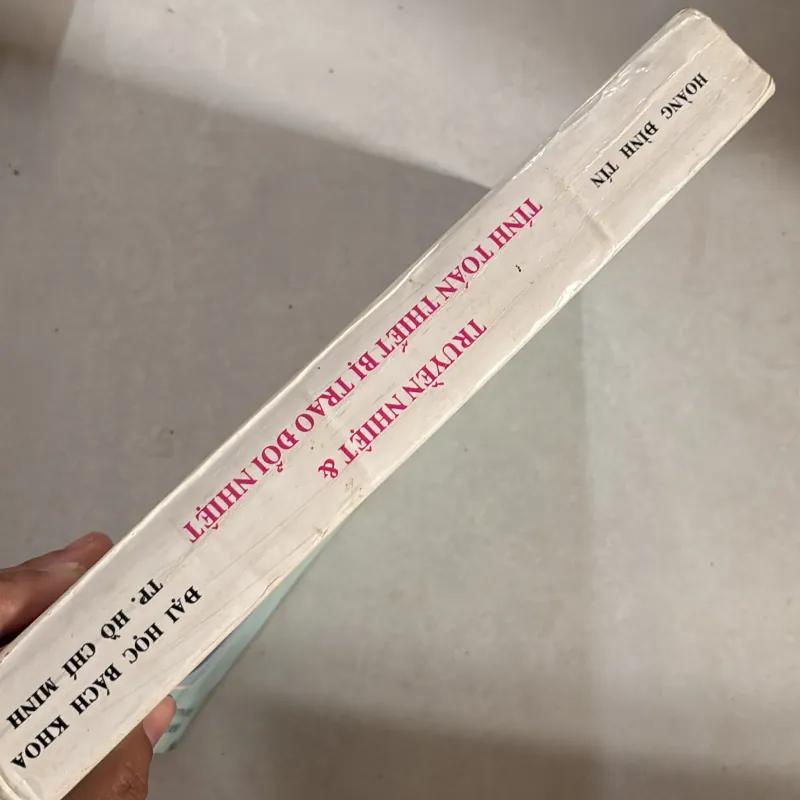 HOÀNG ĐÌNH TÍN
TRUYỀN NHIỆT &
TÍNH TOÁN THIẾT BỊ TRAO ĐỔI NHIỆT
ĐẠI HỌC BÁCH KHOA
TP. HỒ CHÍ MINH